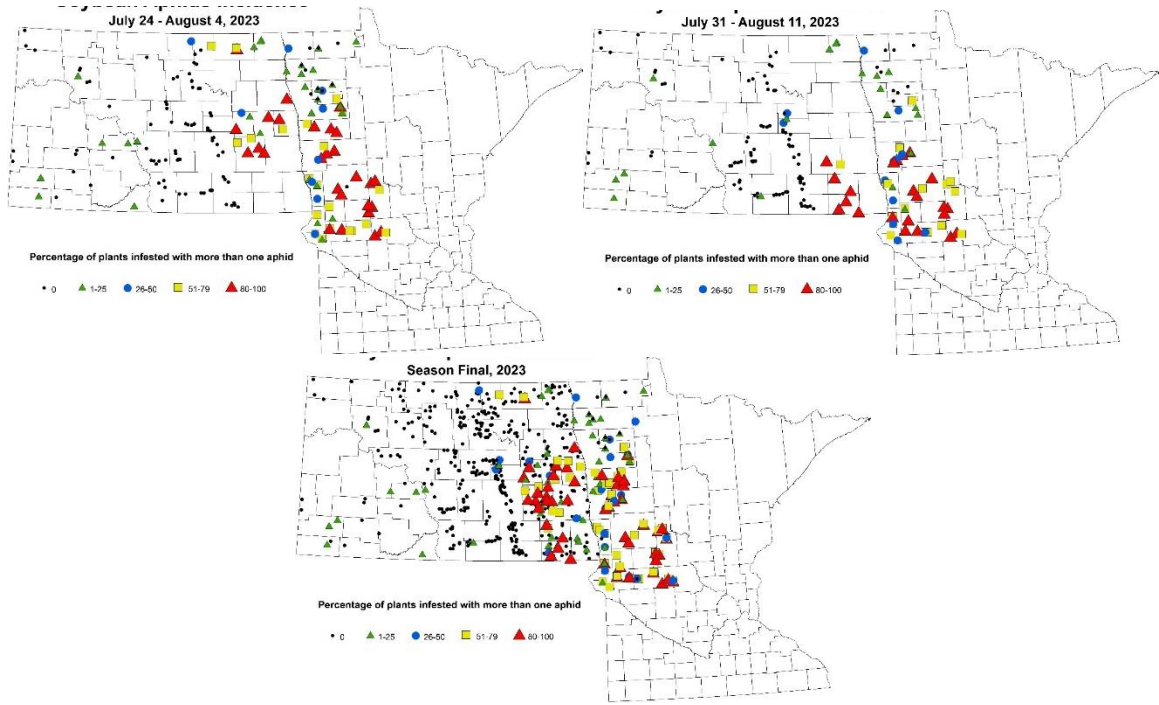 July 24 - August 4, 2023
Percentage of plants infested with more than one aphid
0 1-25 26-50 51-79 80-100
July 31 - August 11, 2023
Percentage of plants infested with more than one aphid
0 1-25 26-50 51-79 80-100
Season Final, 2023
Percentage of plants infested with more than one aphid
0 1-25 26-50 51-79 80-100